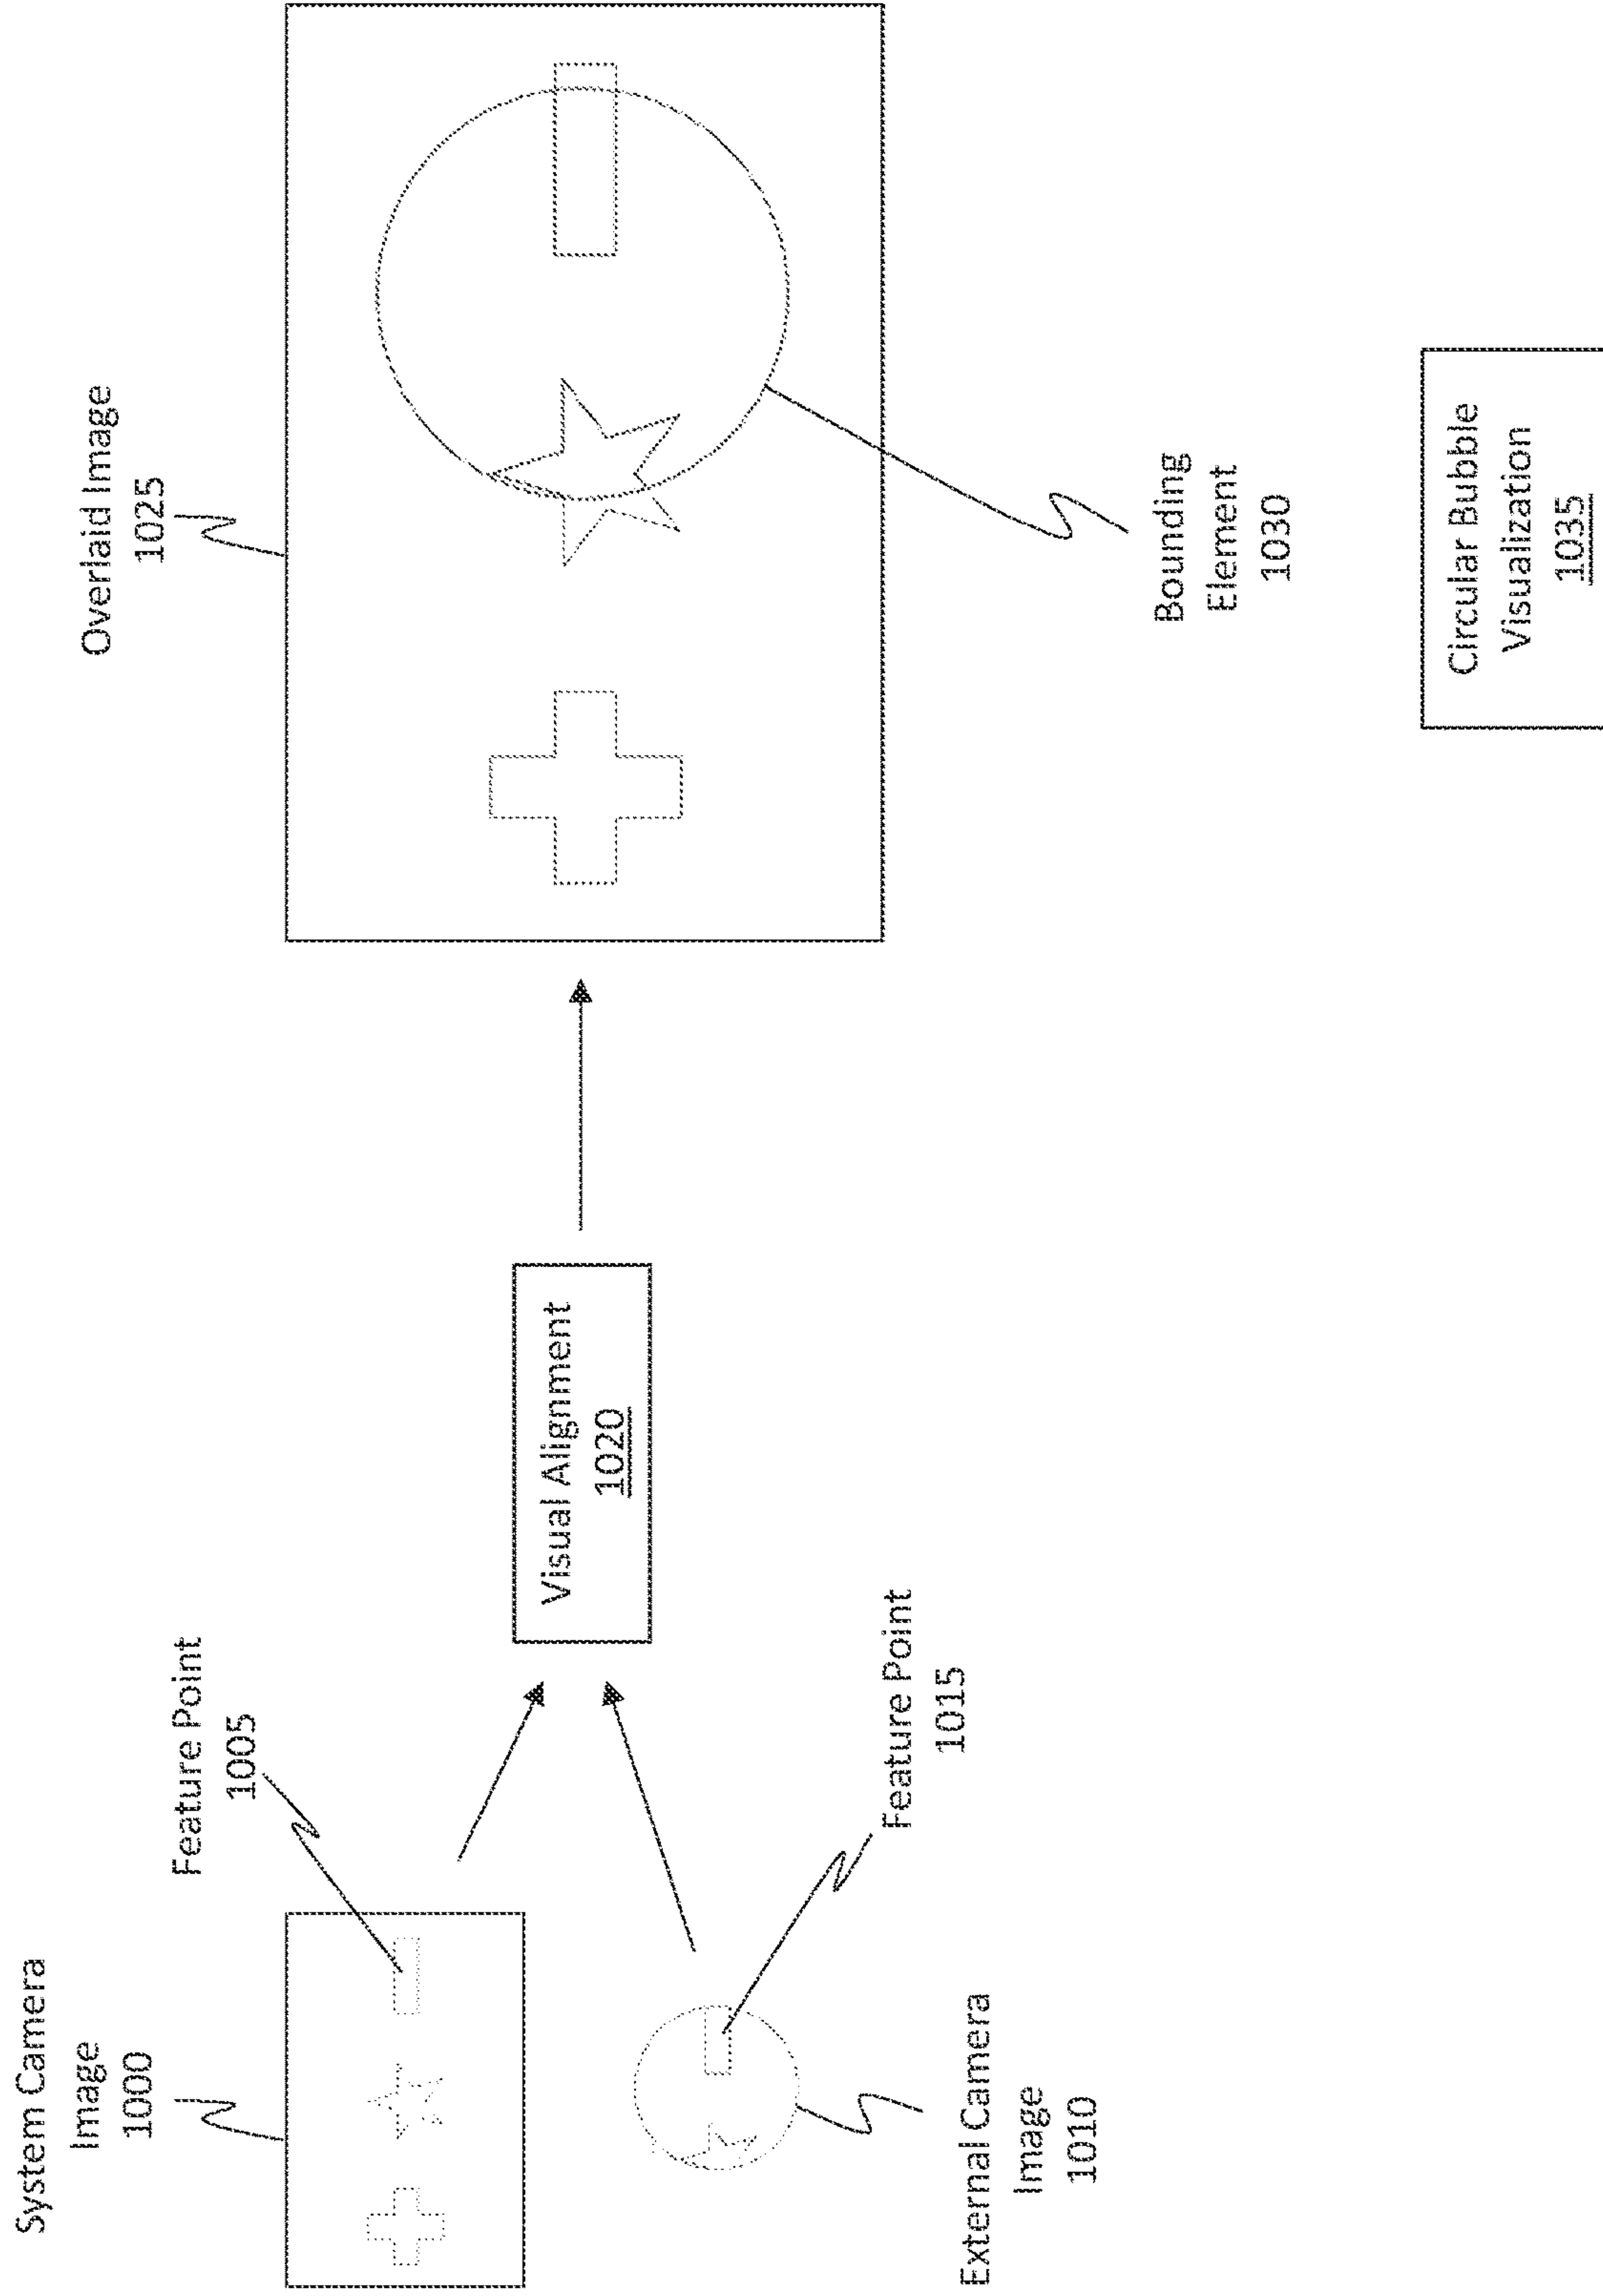 System Camera
Image
1000
Feature Point
1005
External Camera
Image
1010
Feature Point
1015
Visual Alignment
1020
Overlaid Image
1025
Bounding
Element
1030
Circular Bubble
Visualization
1035